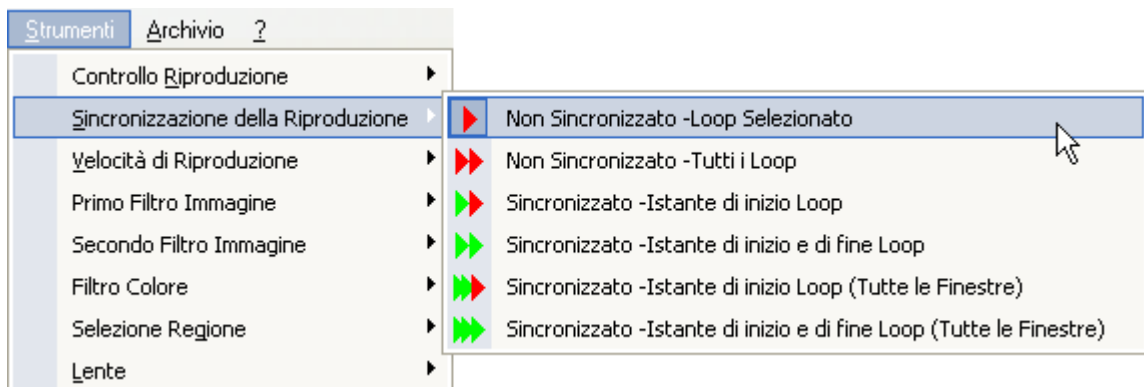 Strumenti Archivio ?
Controllo Riproduzione
Sincronizzazione della Riproduzione
Velocità di Riproduzione
Primo Filtro Immagine
Secondo Filtro Immagine
Filtro Colore
Selezione Regione
Lente
Non Sincronizzato -Loop Selezionato
Non Sincronizzato -Tutti i Loop
Sincronizzato -Istante di inizio Loop
Sincronizzato -Istante di inizio e di fine Loop
Sincronizzato -Istante di inizio Loop (Tutte le Finestre)
Sincronizzato -Istante di inizio e di fine Loop (Tutte le Finestre)